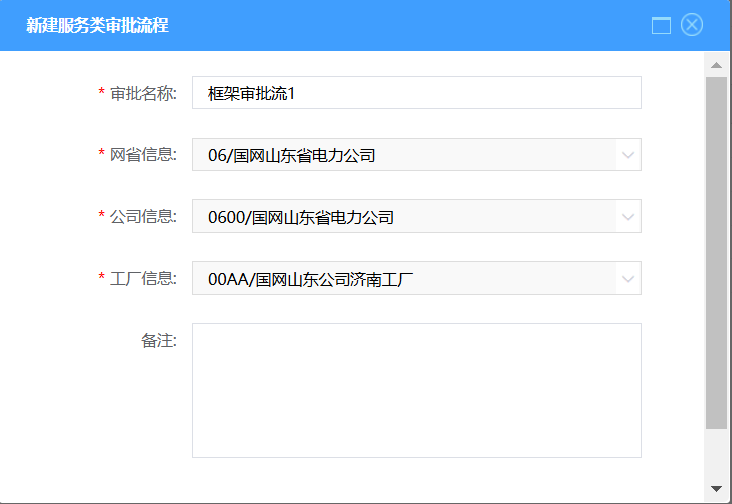 新建服务类审批流程
* 审批名称: 框架审批流1
* 网省信息: 06/国网山东省电力公司
* 公司信息: 0600/国网山东省电力公司
* 工厂信息: 00AA/国网山东公司济南工厂
备注: